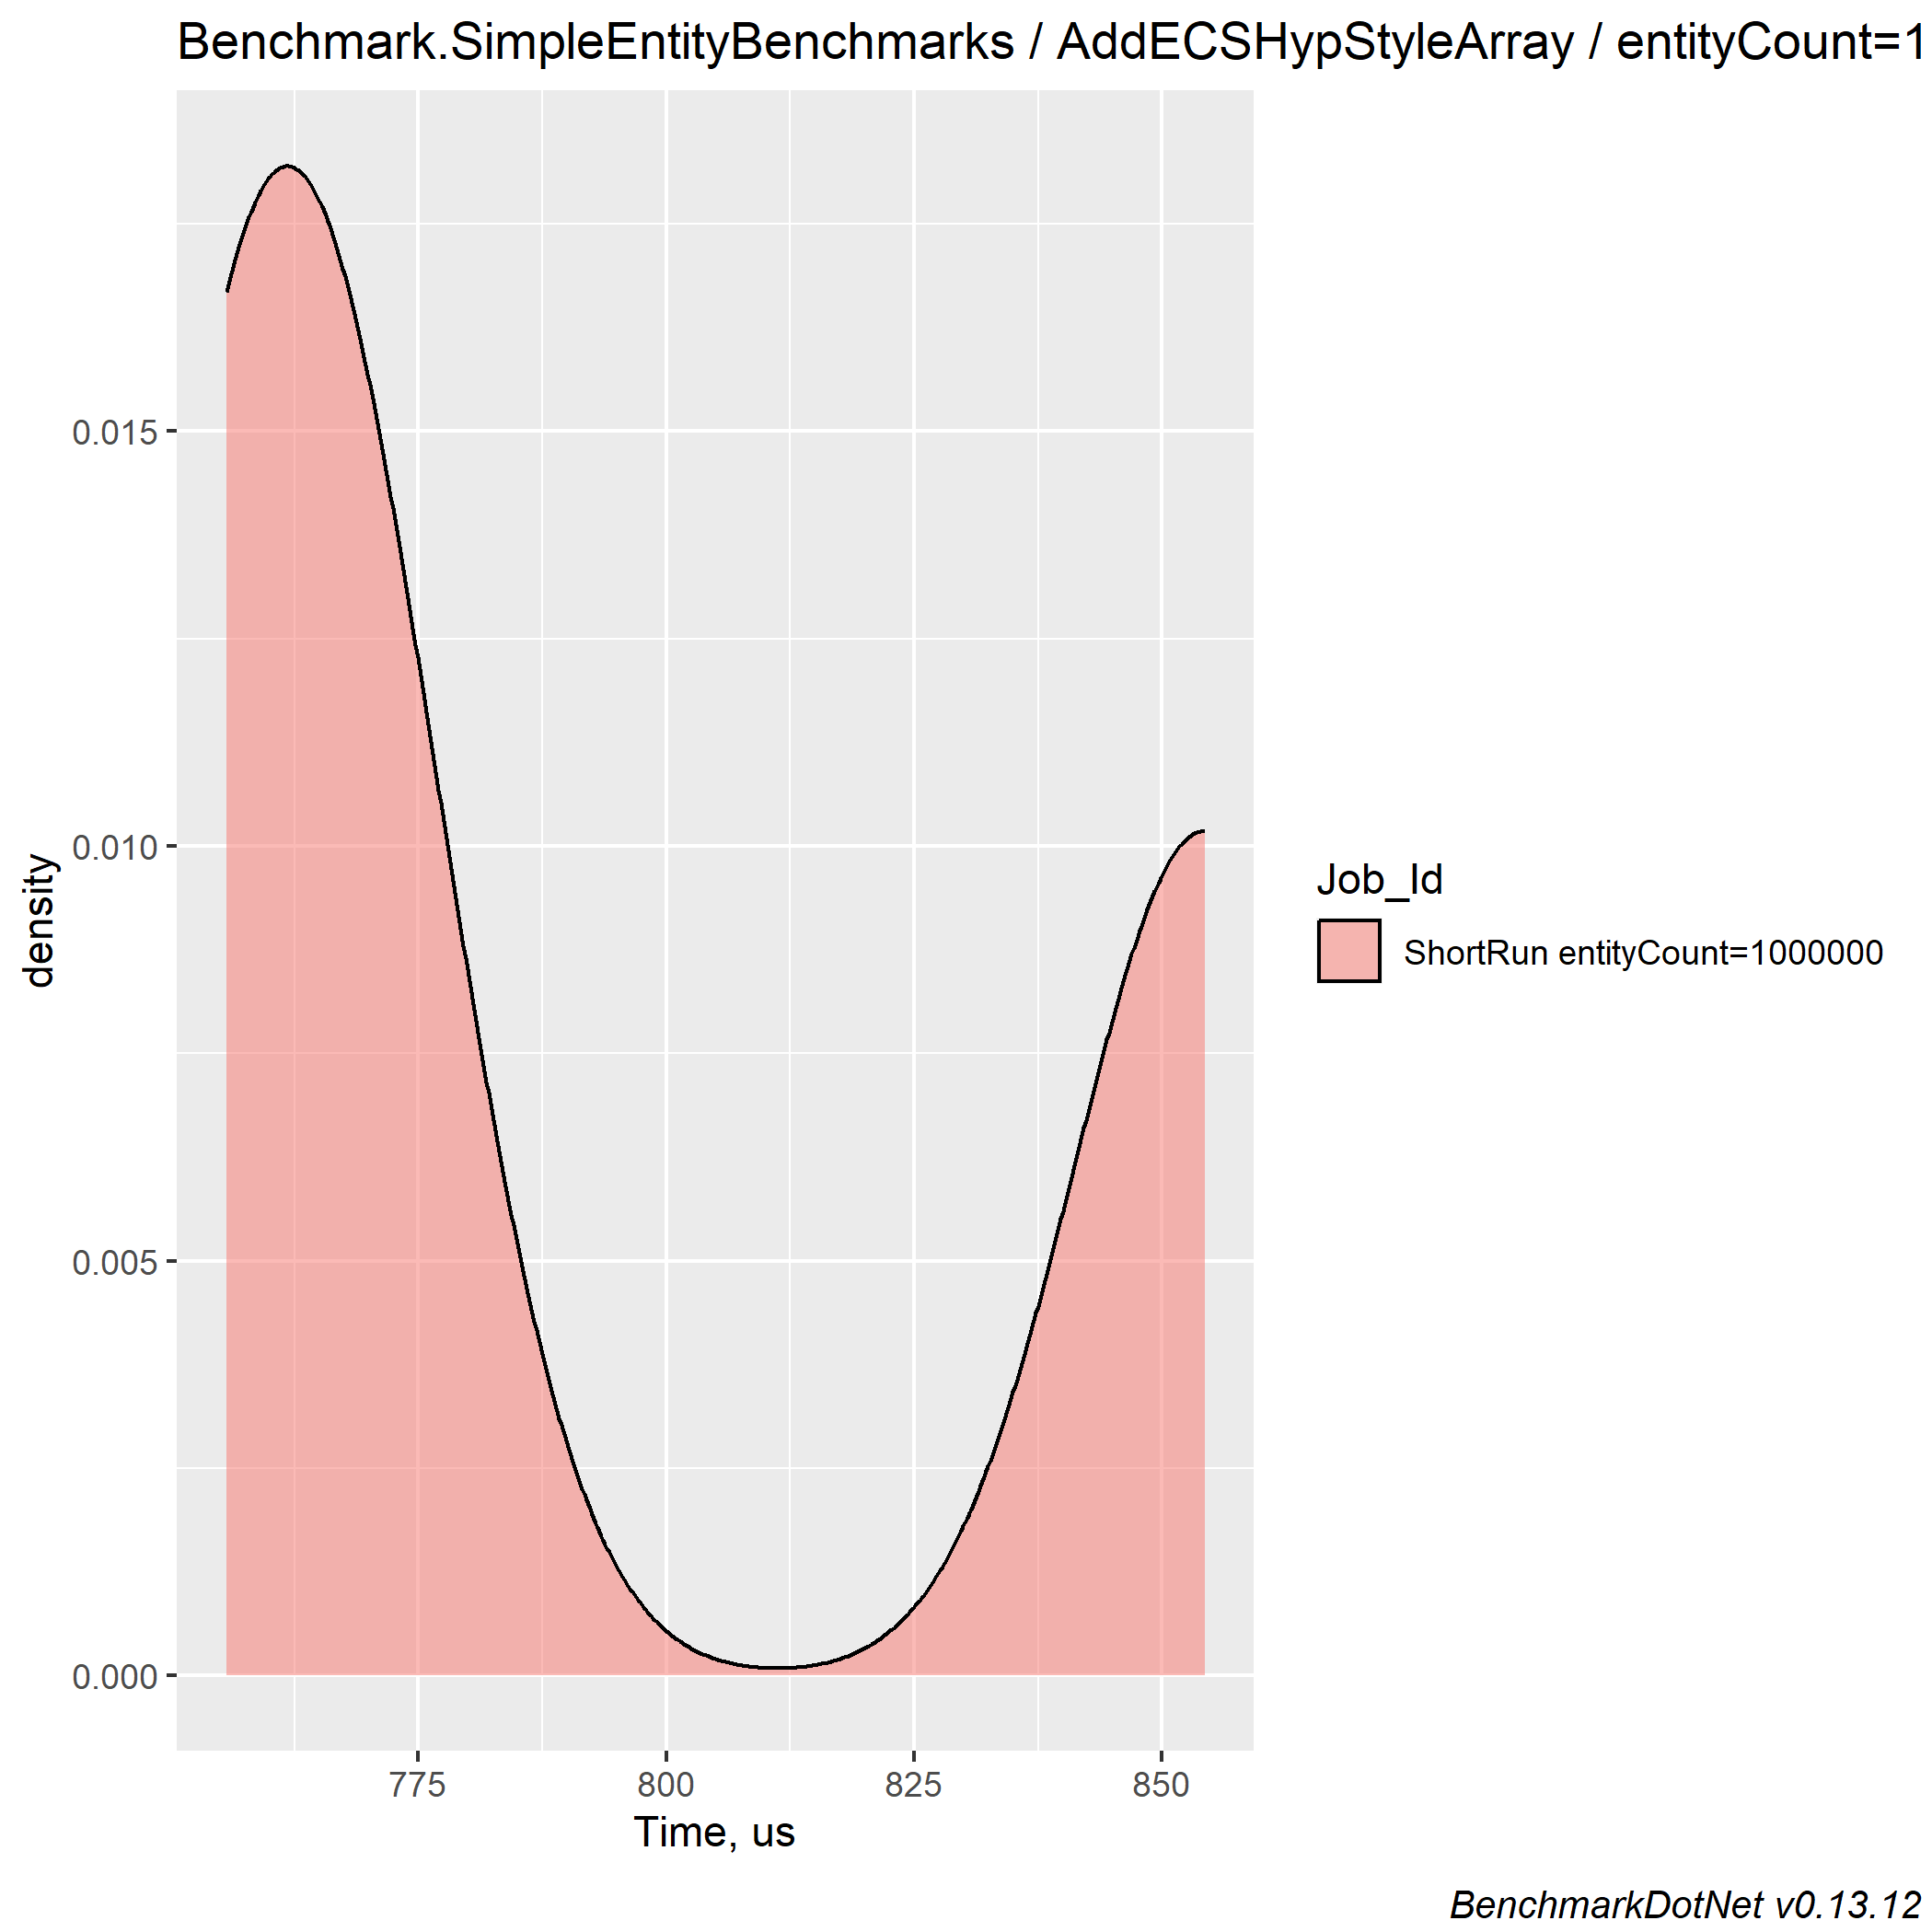 Benchmark.SimpleEntityBenchmarks / AddECSHypStyleArray / entityCount=1
0.015
0.010
0.005
0.000
density
775 800 825 850
Time, us
Job_Id
ShortRun entityCount=1000000
BenchmarkDotNet v0.13.12